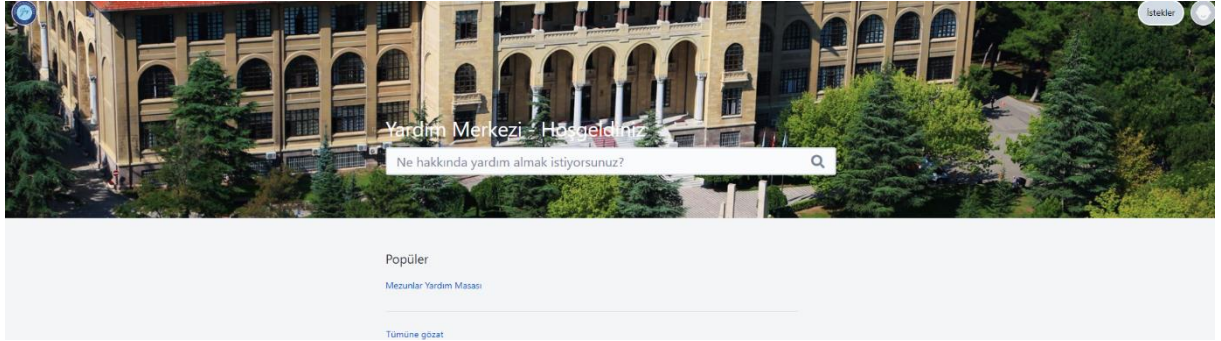 İstekler
Yardım Merkezi - Hoşgeldiniz
Ne hakkında yardım almak istiyorsunuz?
Popüler
Mezunlar Yardım Masası
Tümüne gözat